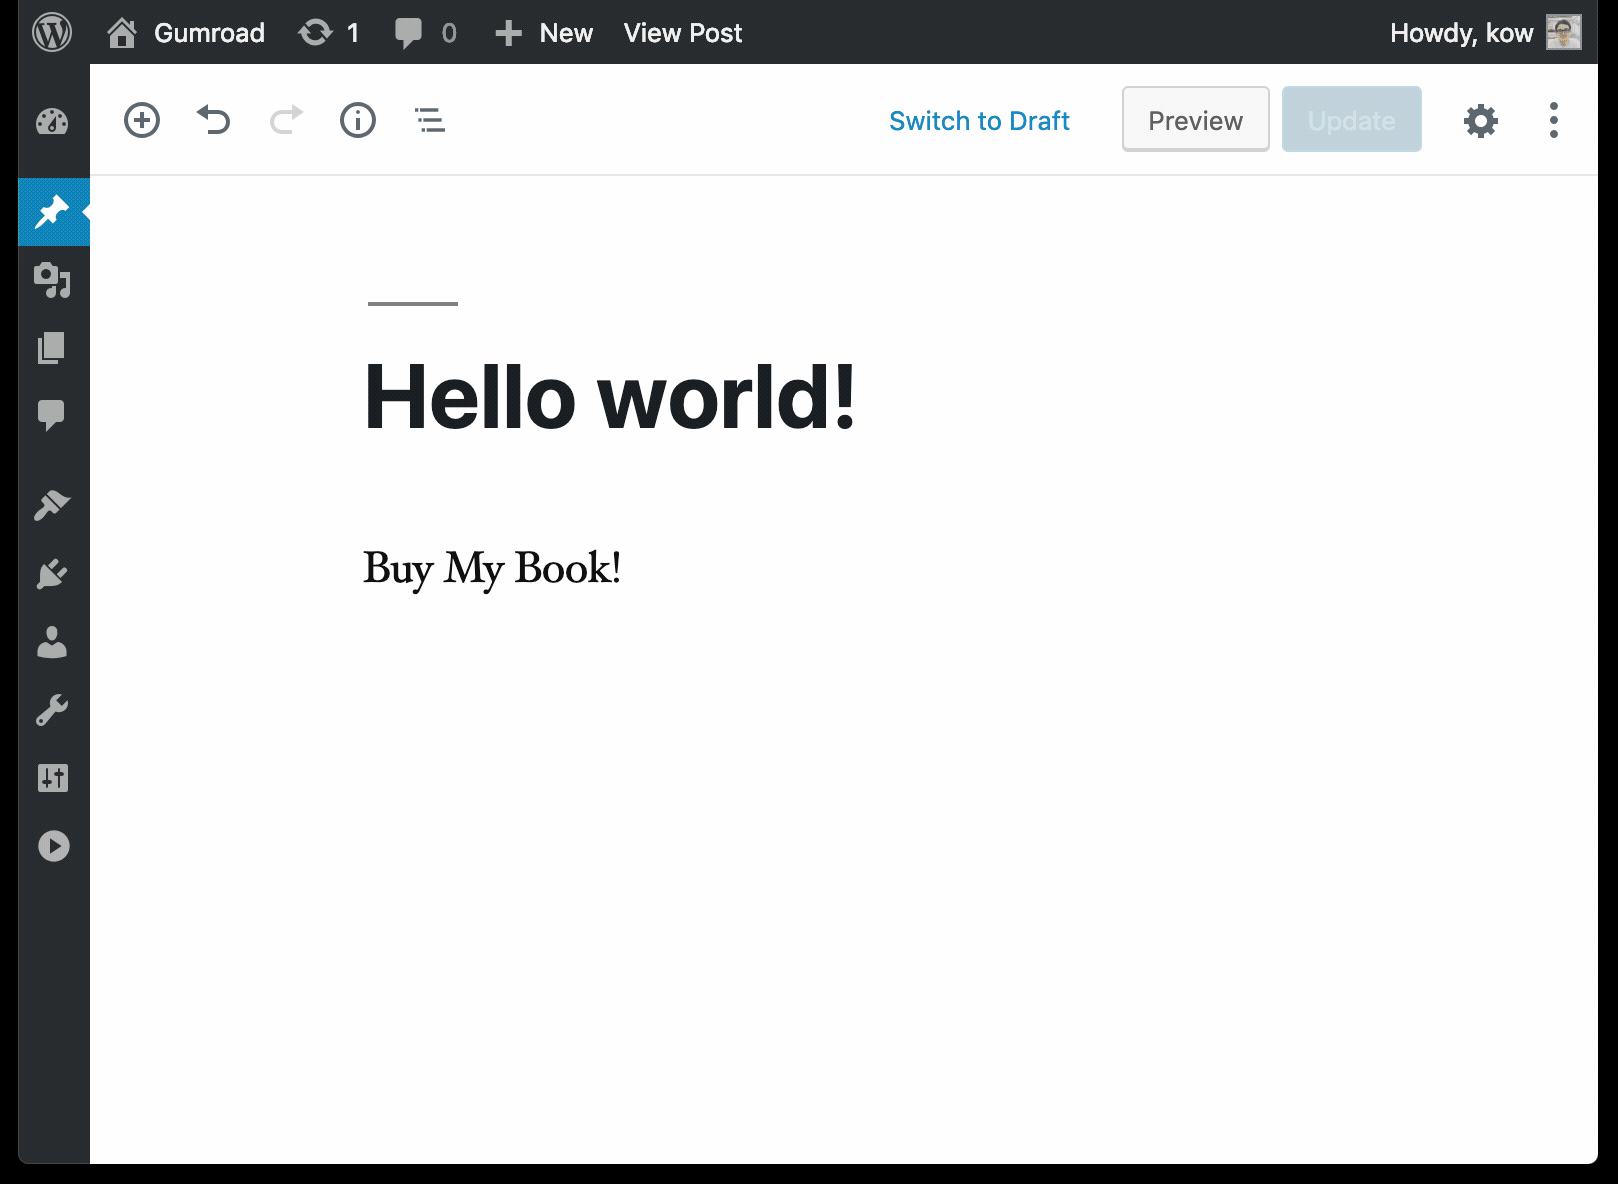 Gumroad 1 0 New View Post Howdy, kow
Switch to Draft Preview Update
Hello world!
Buy My Book!